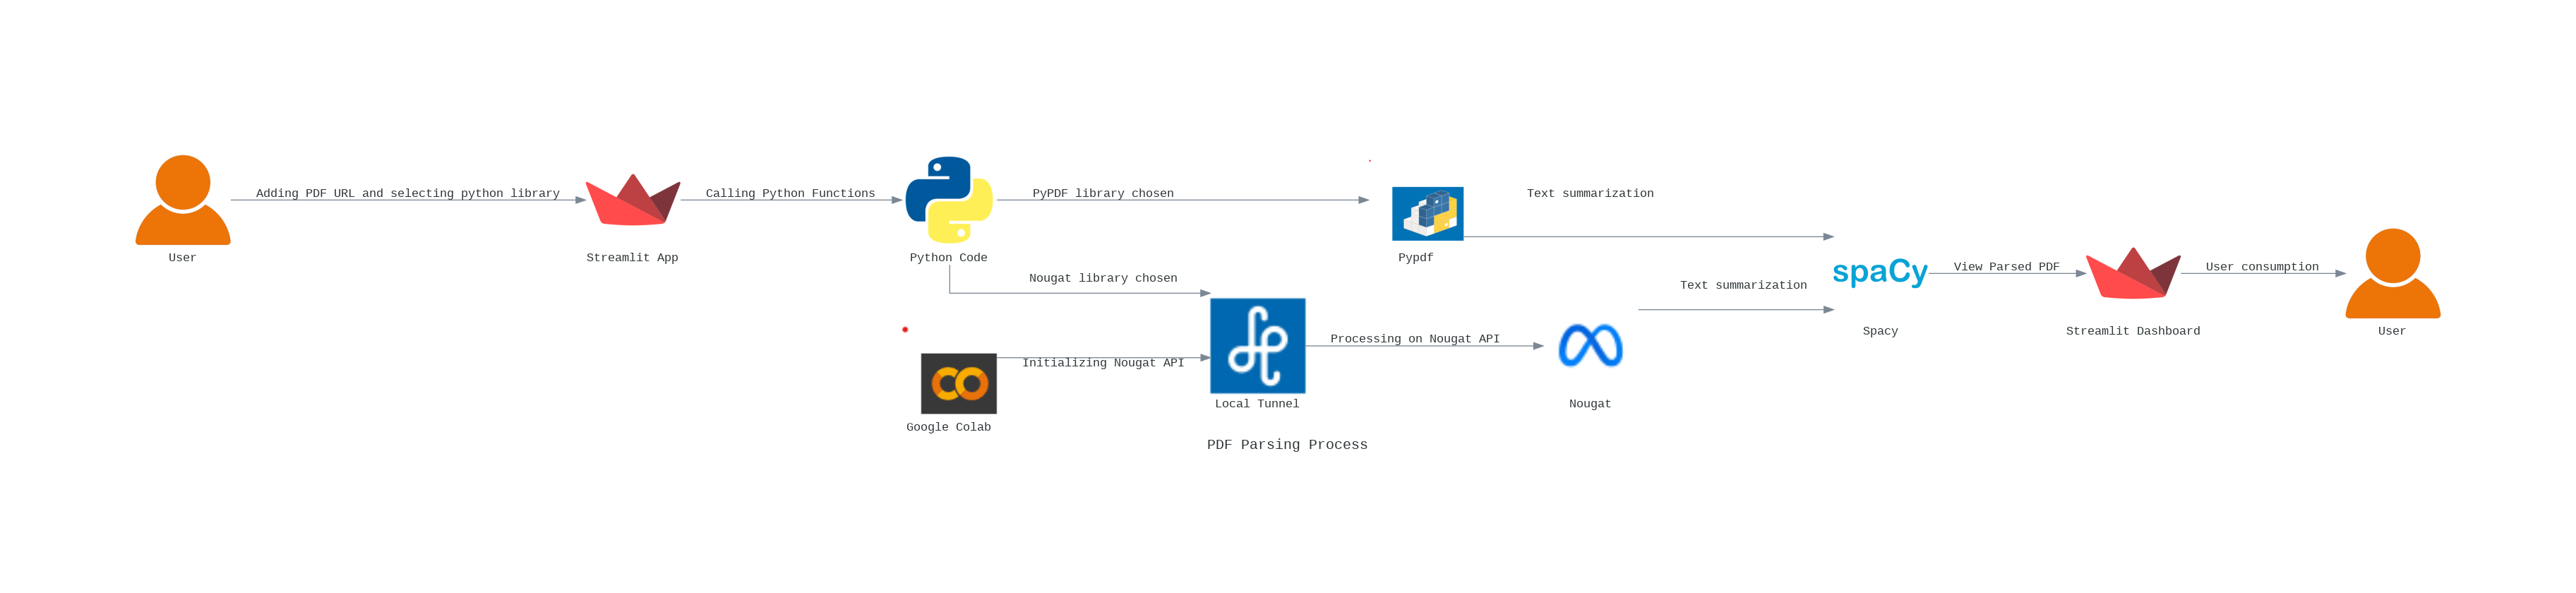 Adding PDF URL and selecting python library
Calling Python Functions
PyPDF library chosen
Text summarization
User
Streamlit App
Python Code
Pypdf
Nougat library chosen
Text summarization
spaCy
View Parsed PDF
User consumption
Initializing Nougat API
Processing on Nougat API
Spacy
Streamlit Dashboard
User
Google Colab
Local Tunnel
Nougat
PDF Parsing Process